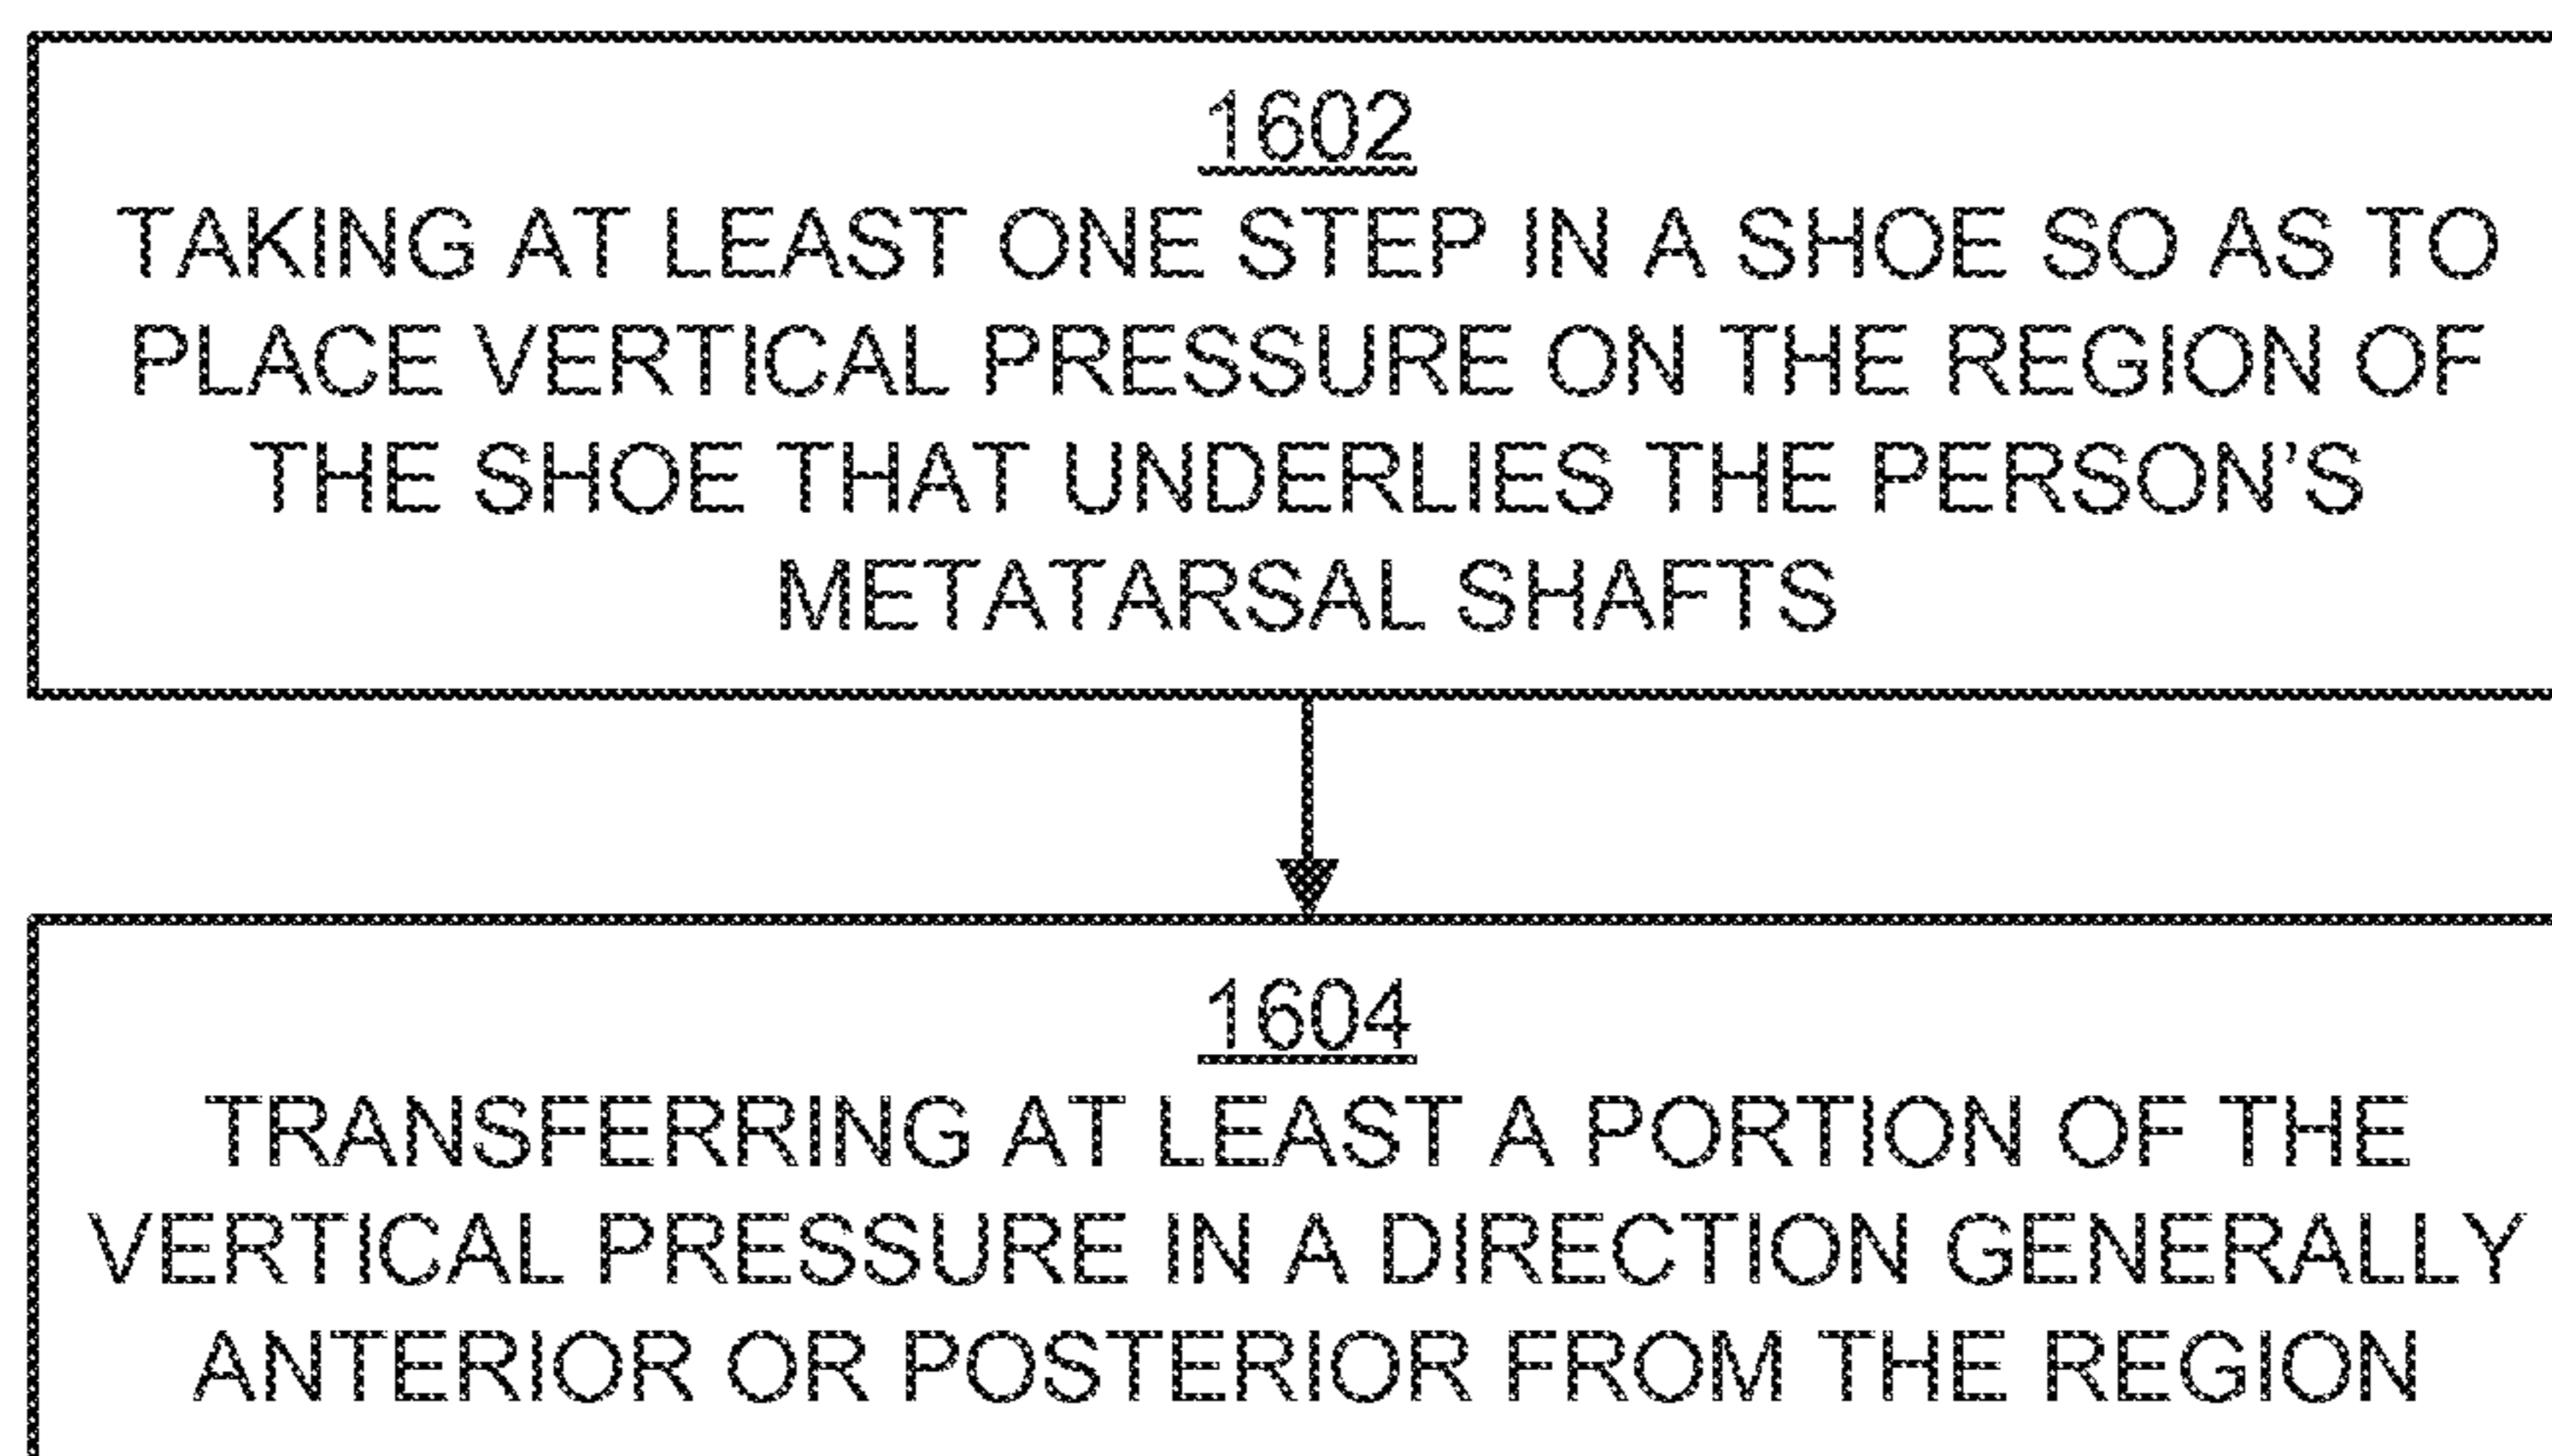 1602
TAKING AT LEAST ONE STEP IN A SHOE SO AS TO
PLACE VERTICAL PRESSURE ON THE REGION OF
THE SHOE THAT UNDERLIES THE PERSON'S
METATARSAL SHAFTS
1604
TRANSFERRING AT LEAST A PORTION OF THE
VERTICAL PRESSURE IN A DIRECTION GENERALLY
ANTERIOR OR POSTERIOR FROM THE REGION